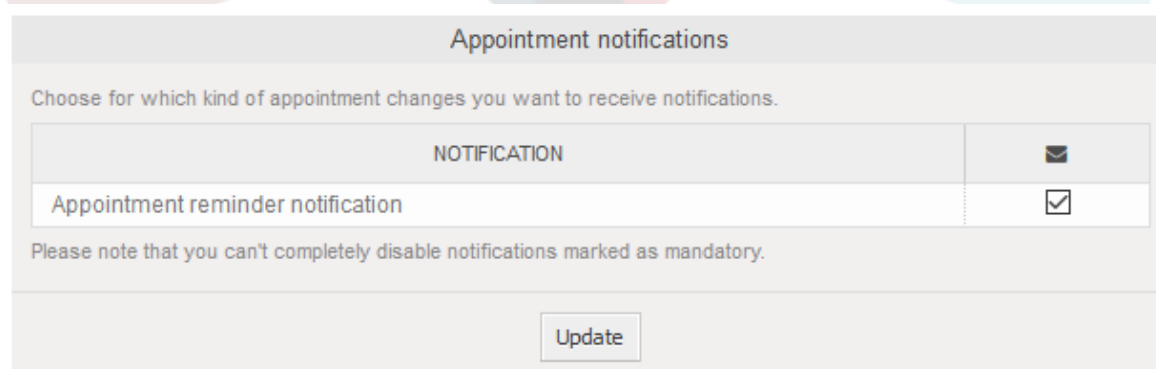 Appointment notifications
Choose for which kind of appointment changes you want to receive notifications.
NOTIFICATION
Appointment reminder notification
Please note that you can't completely disable notifications marked as mandatory.
Update